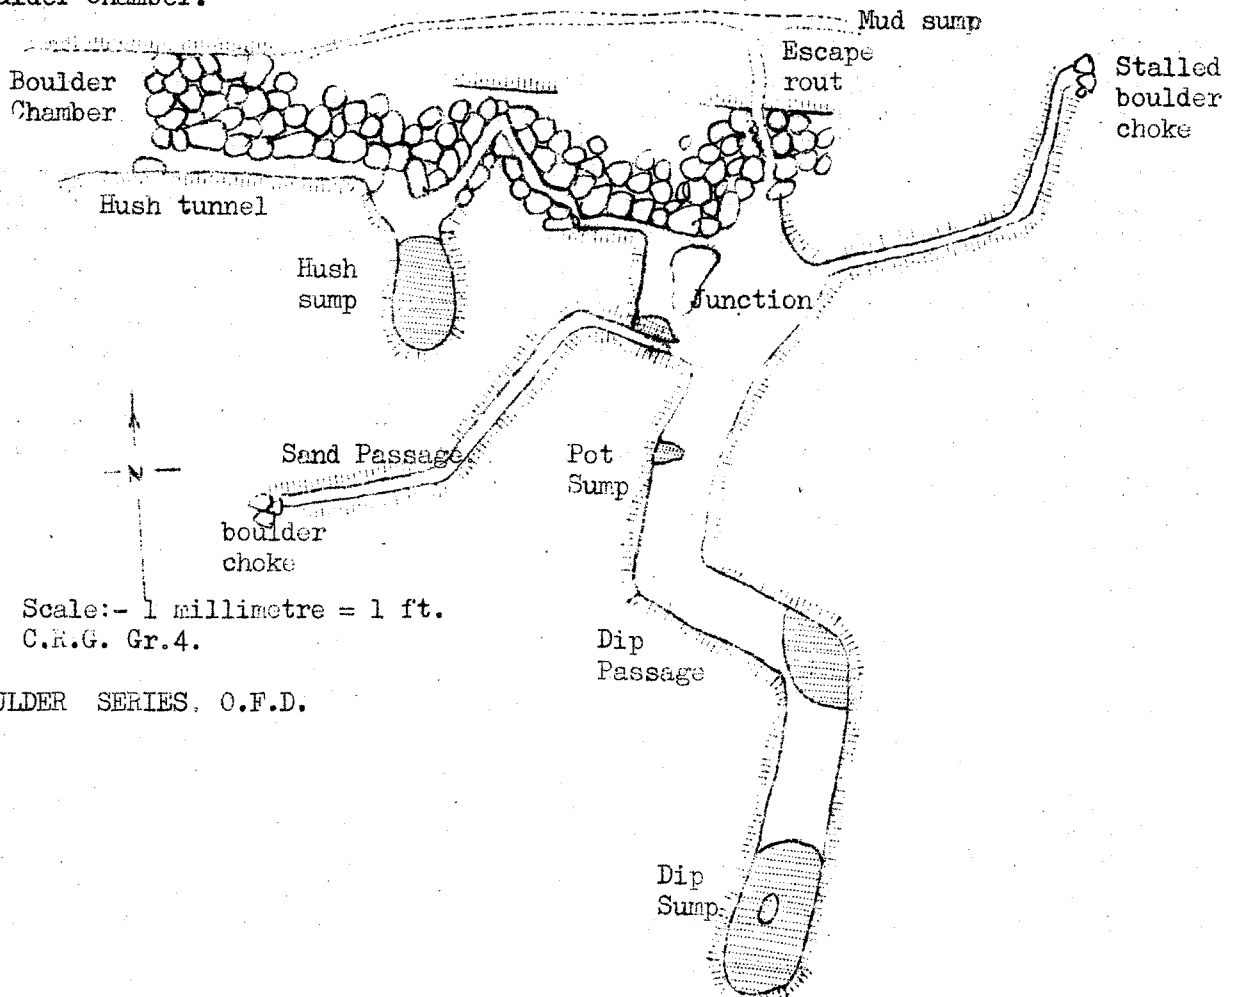 Chamber.
Mud sump
Escape
rout
Stalled
boulder
choke
Boulder
Chamber
Hush tunnel
Hush
sump
Junction
Sand Passage
Pot
Sump
boulder
choke
N
Scale:- 1 millimetre = 1 ft.
C.R.G. Gr.4.
Dip
Passage
SERIES, O.F.D.
Dip
Sump